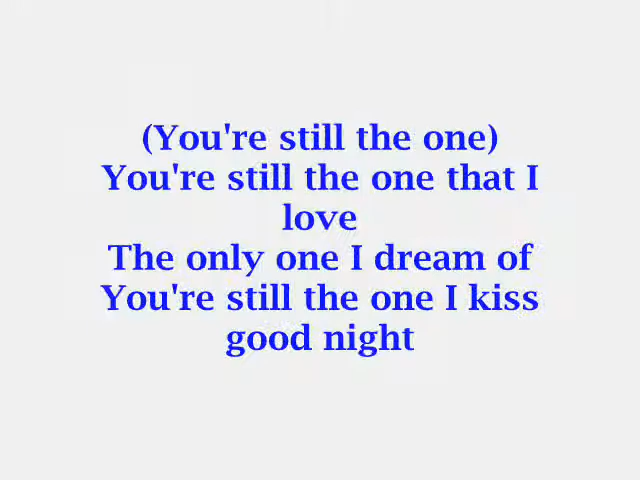 (You're still the one)
You're still the one that I
love
The only one I dream of
You're still the one I kiss
good night